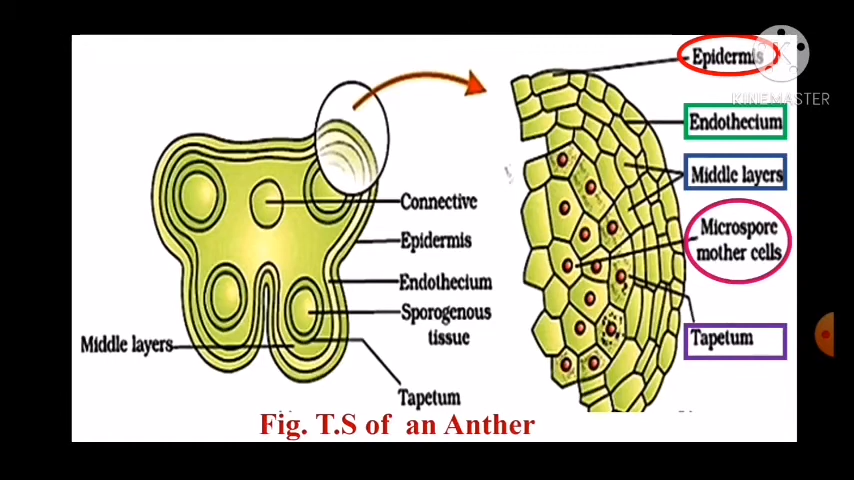 Epidermis
KINEMASTER
Endothecium
Middle layers
Microspore
mother cells
Tapetum
Connective
Epidermis
Endothecium
Sporogenous
tissue
Middle layers
Tapetum
Fig. T.S of an Anther